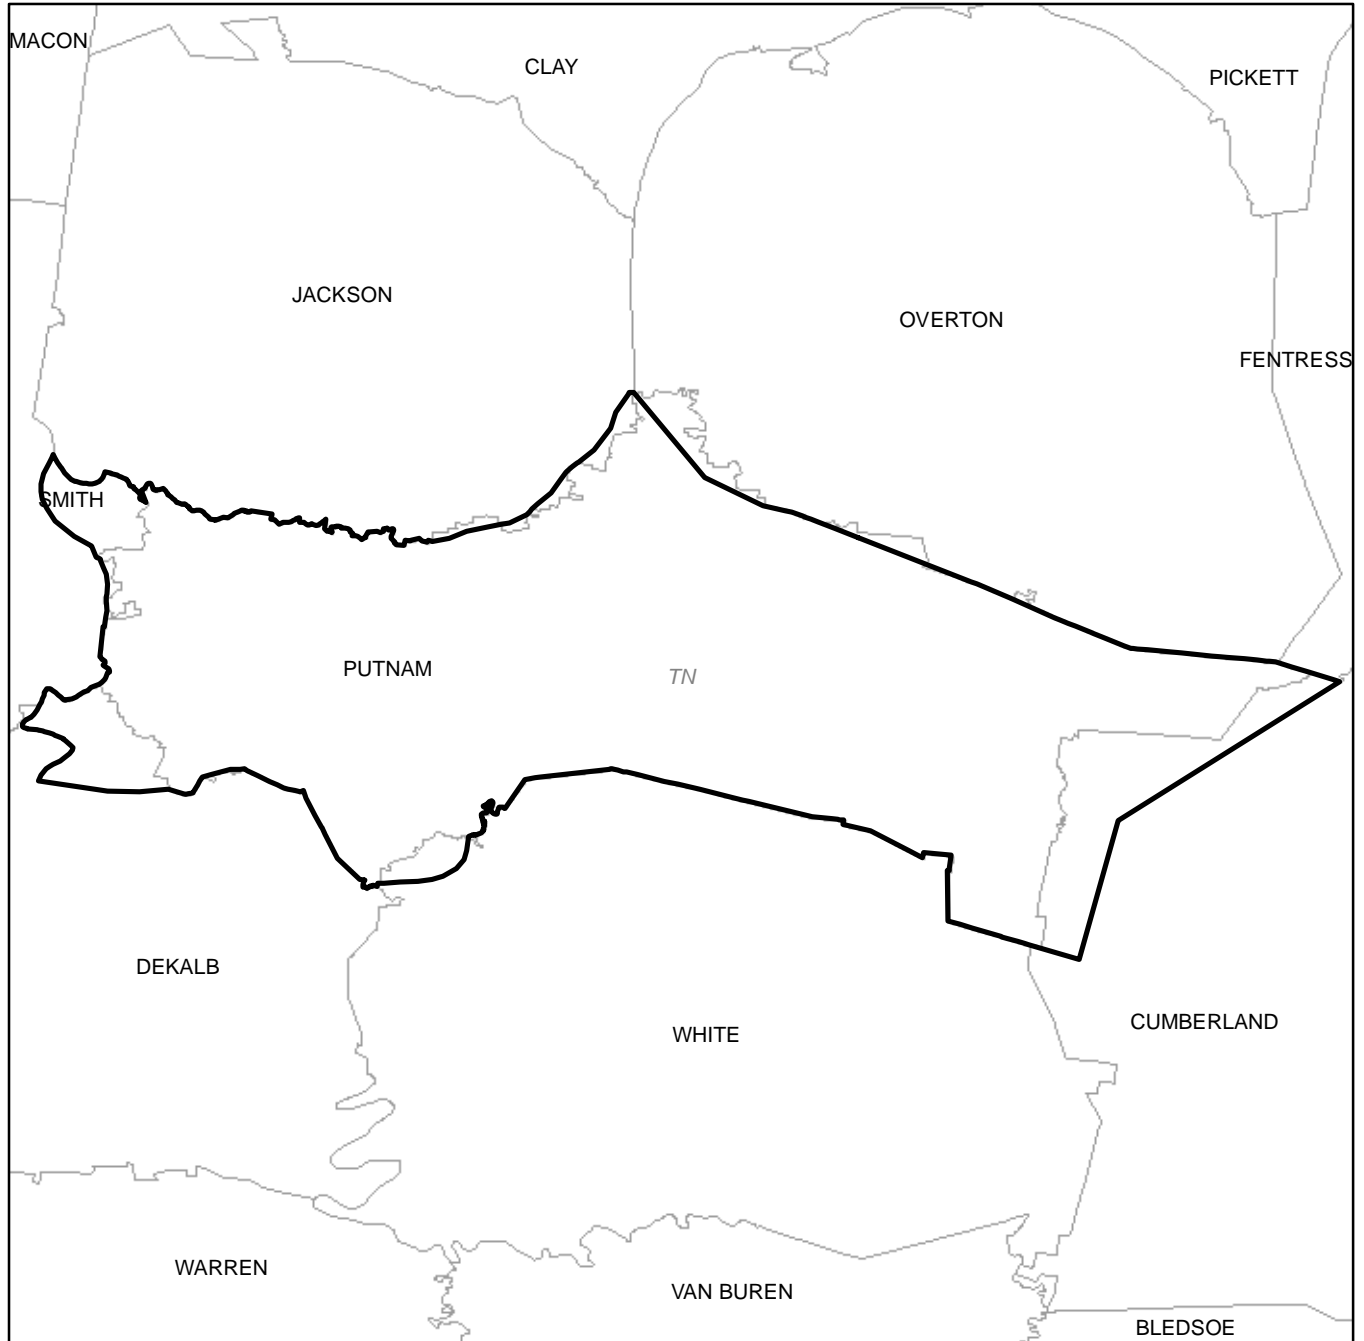 MACON
CLAY
PICKETT
JACKSON
OVERTON
FENTRESS
SMITH
PUTNAM
TN
DEKALB
WHITE
CUMBERLAND
WARREN
VAN BUREN
BLEDSOE